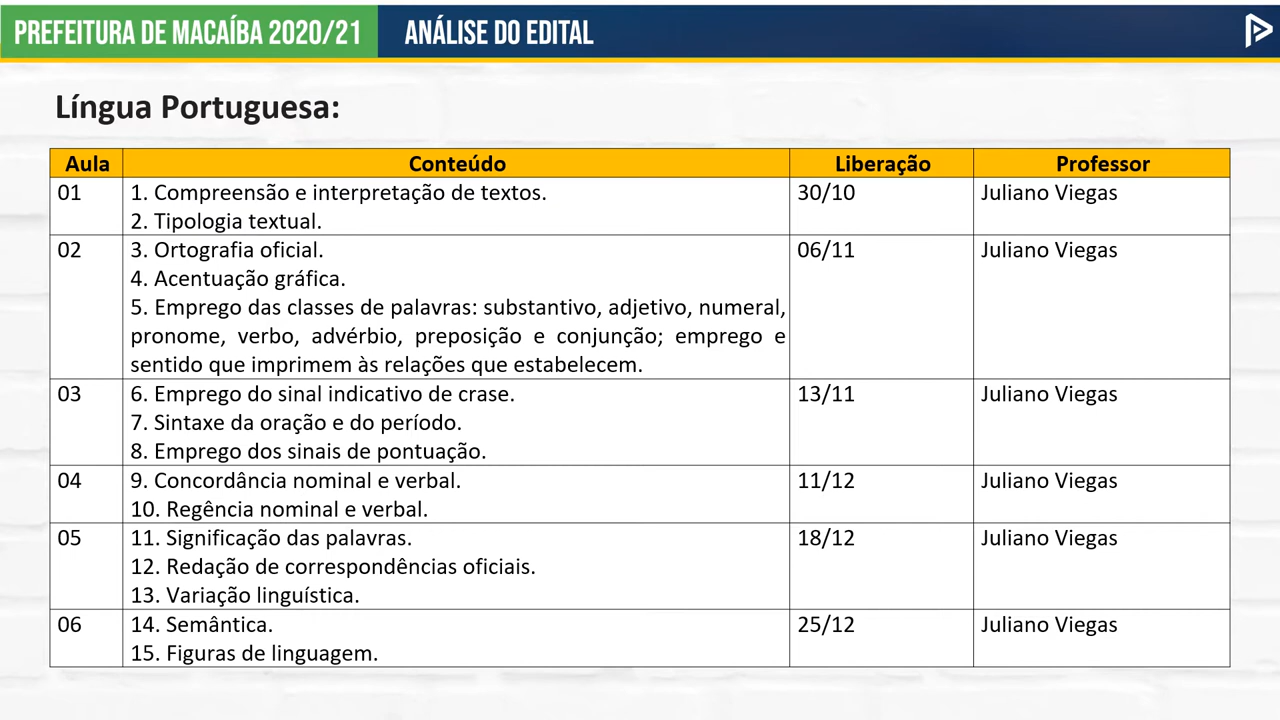 PREFEITURA DE MACAÍBA 2020/21 ANÁLISE DO EDITAL
Língua Portuguesa:
Aula Conteúdo Liberação Professor
01 1. Compreensão e interpretação de textos. 30/10 Juliano Viegas
2. Tipologia textual.
02 3. Ortografia oficial. 06/11 Juliano Viegas
4. Acentuação gráfica.
5. Emprego das classes de palavras: substantivo, adjetivo, numeral,
pronome, verbo, advérbio, preposição e conjunção; emprego e
sentido que imprimem às relações que estabelecem.
03 6. Emprego do sinal indicativo de crase. 13/11 Juliano Viegas
7. Sintaxe da oração e do período.
8. Emprego dos sinais de pontuação.
04 9. Concordância nominal e verbal. 11/12 Juliano Viegas
10. Regência nominal e verbal.
05 11. Significação das palavras. 18/12 Juliano Viegas
12. Redação de correspondências oficiais.
13. Variação linguística.
06 14. Semântica. 25/12 Juliano Viegas
15. Figuras de linguagem.